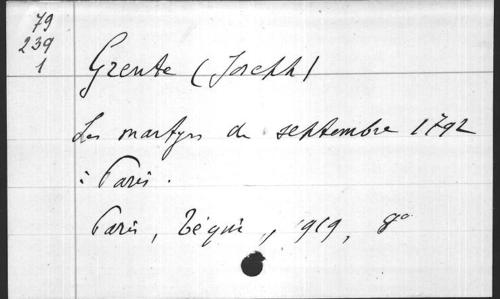 79
239
1
Grente (Joseph)
Les martyrs de septembre 1792
à Paris.
Paris, Téqui, 1919, 8°